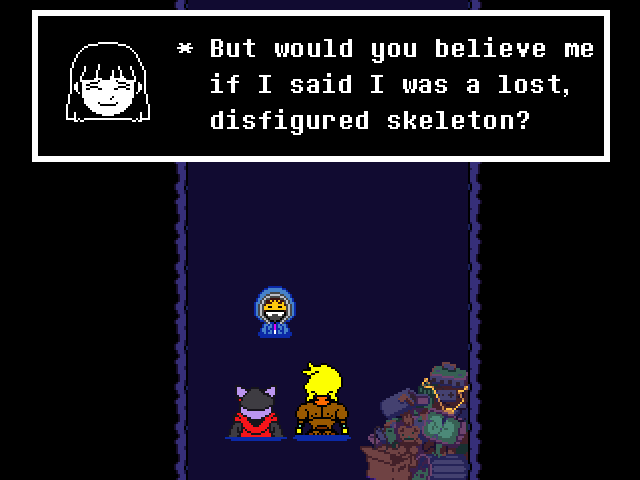 * But would you believe me
if I said I was a lost,
disfigured skeleton?